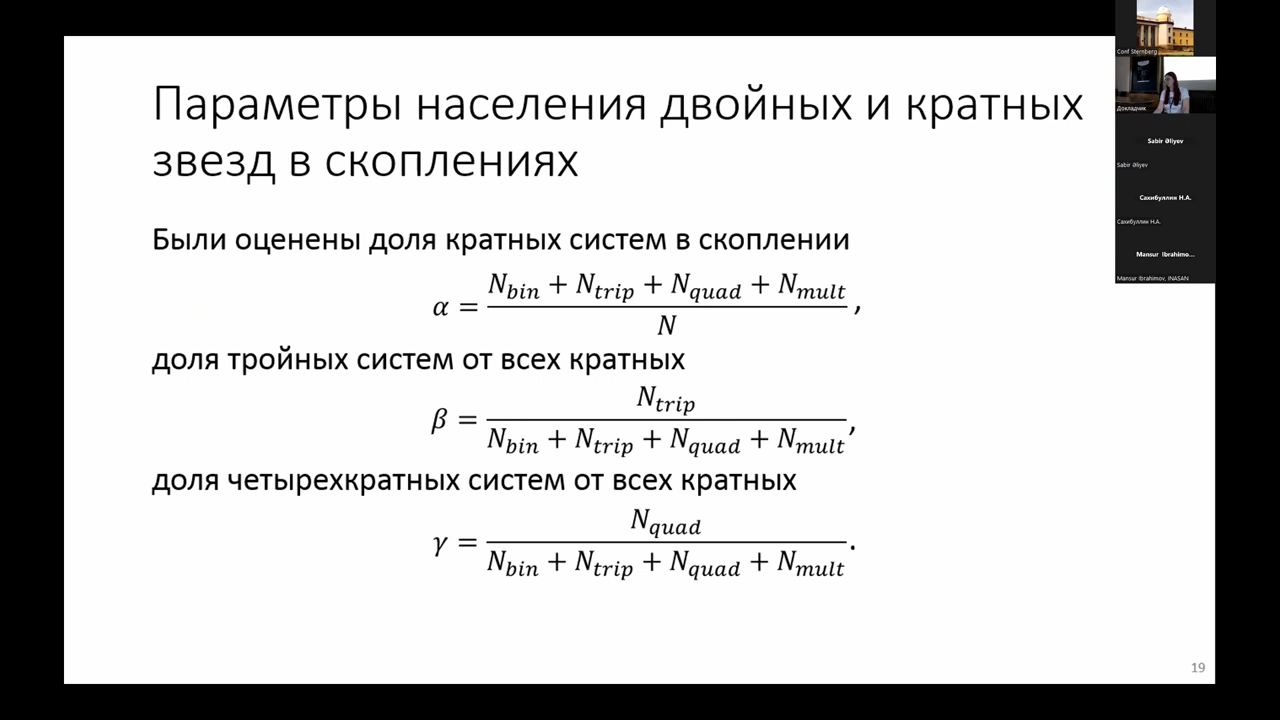 Параметры населения двойных и кратных
звезд в скоплениях
Были оценены доля кратных систем в скоплении
α = (N_bin + N_trip + N_quad + N_mult) / N ,
доля тройных систем от всех кратных
β = N_trip / (N_bin + N_trip + N_quad + N_mult) ,
доля четырехкратных систем от всех кратных
γ = N_quad / (N_bin + N_trip + N_quad + N_mult) .
19
Conf Sternberg
Докладчик
Sabir Əliyev
Sabir Əliyev
Сахибуллин Н.А.
Сахибуллин Н.А.
Mansur Ibrahimo...
Mansur Ibrahimov, INASAN